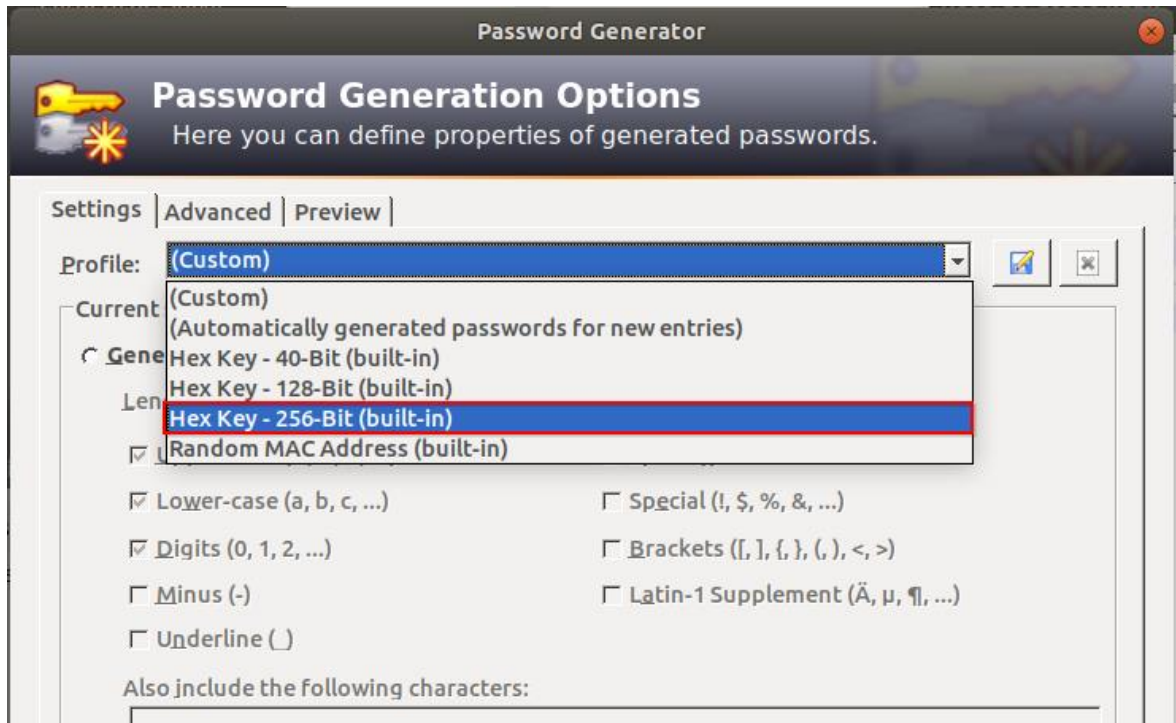 Password Generator
Password Generation Options
Here you can define properties of generated passwords.
Settings Advanced Preview
Profile: (Custom)
(Custom)
Current
(Automatically generated passwords for new entries)
Gene
Hex Key - 40-Bit (built-in)
Hex Key - 128-Bit (built-in)
Len
Hex Key - 256-Bit (built-in)
Random MAC Address (built-in)
Lower-case (a, b, c, ...) Special (!, $, %, &, ...)
Digits (0, 1, 2, ...) Brackets ([, ], {, }, (, ), <, >)
Minus (-) Latin-1 Supplement (Ä, µ, ¶, ...)
Underline (_)
Also include the following characters: